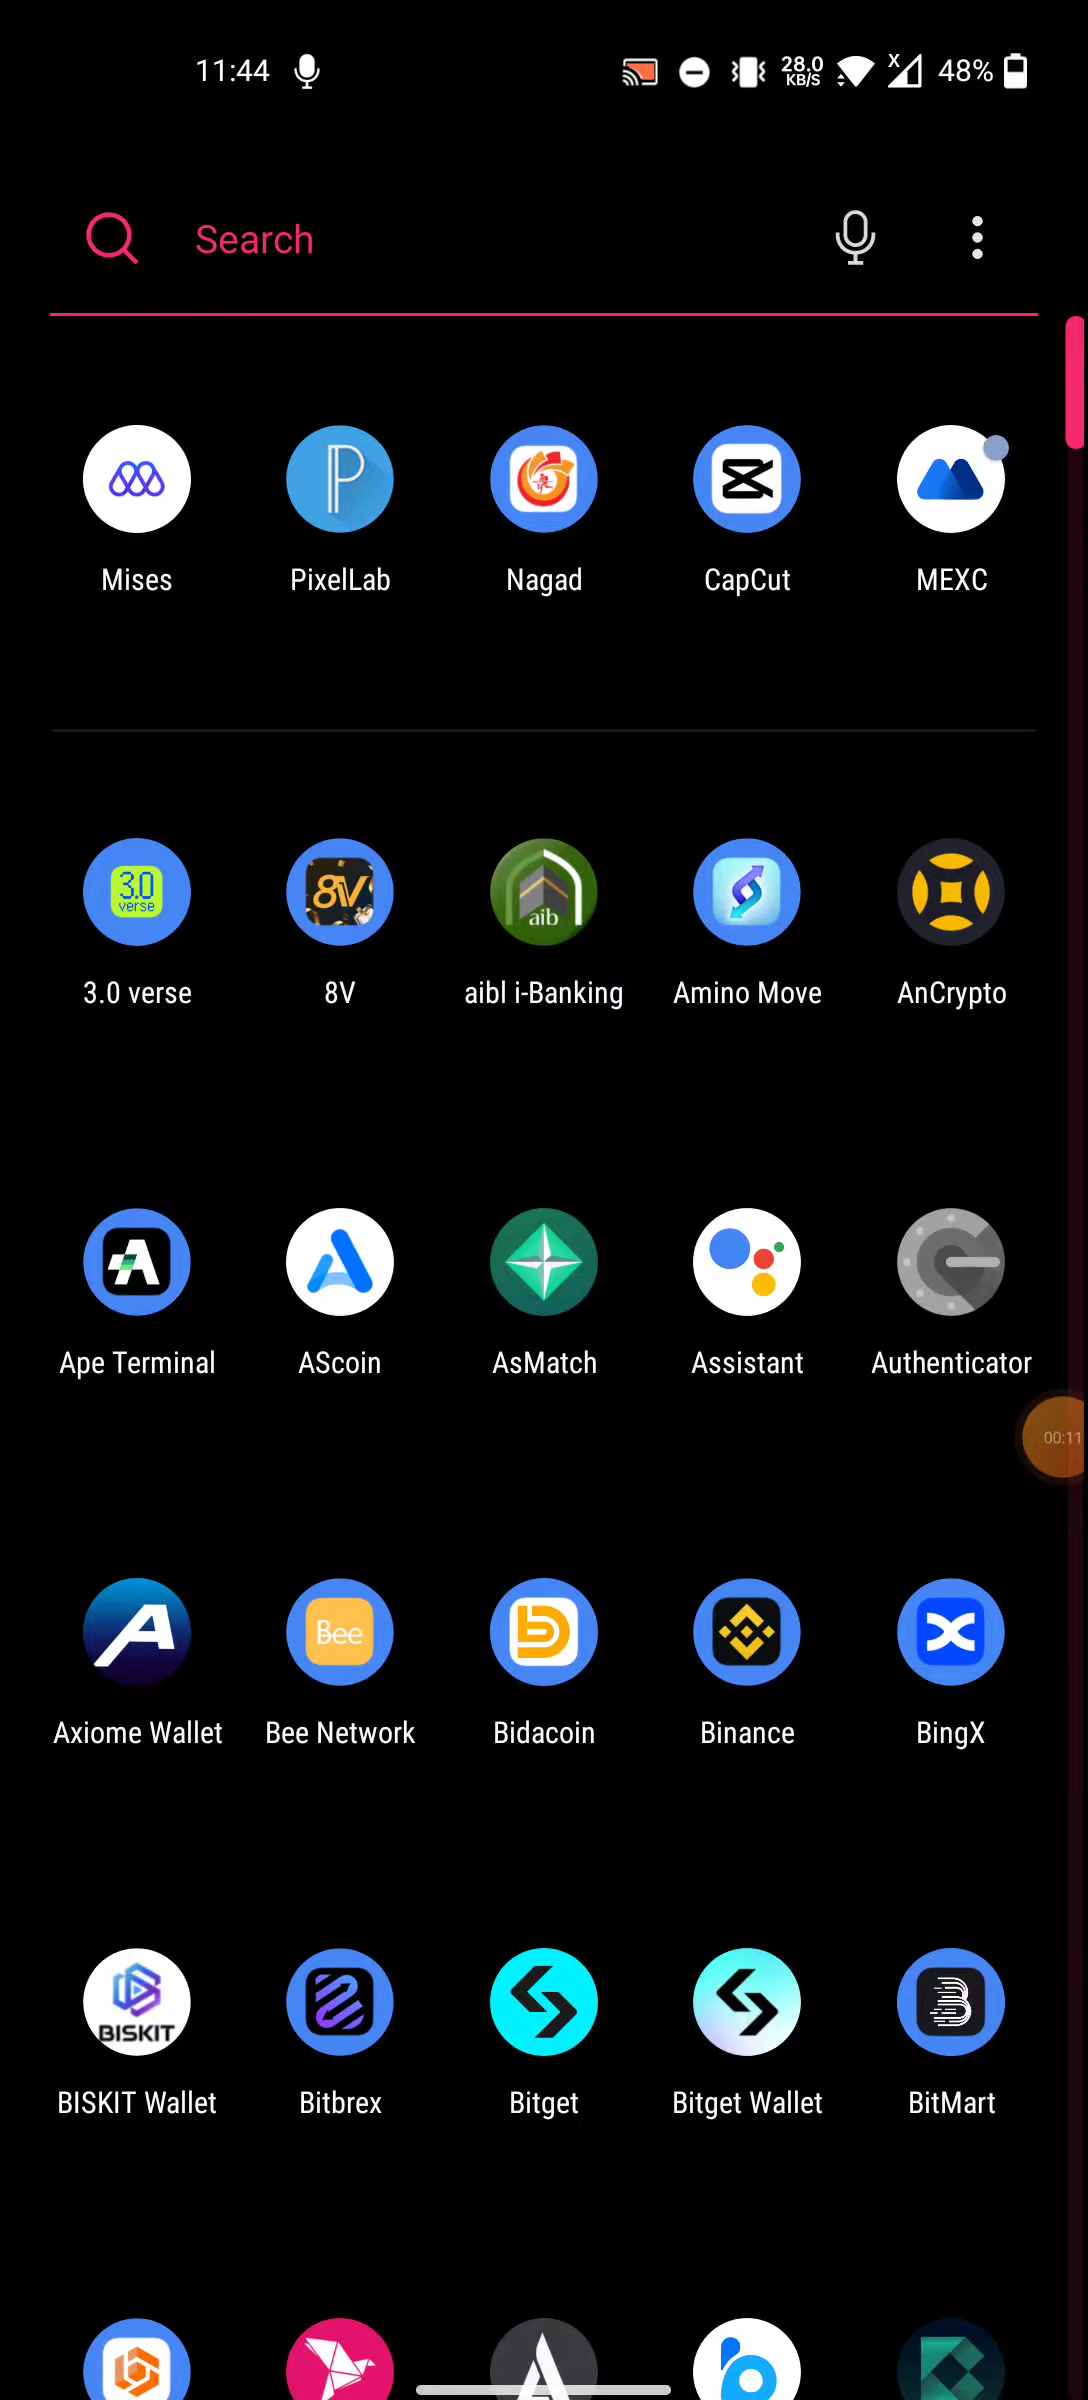 11:44 28.0 KB/S X 48%
Search
Mises PixelLab Nagad CapCut MEXC
3.0 verse 8V aib
3.0 verse 8V aibl i-Banking Amino Move AnCrypto
Ape Terminal AScoin AsMatch Assistant Authenticator
00:11
Bee
Axiome Wallet Bee Network Bidacoin Binance BingX
BISKIT
BISKIT Wallet Bitbrex Bitget Bitget Wallet BitMart